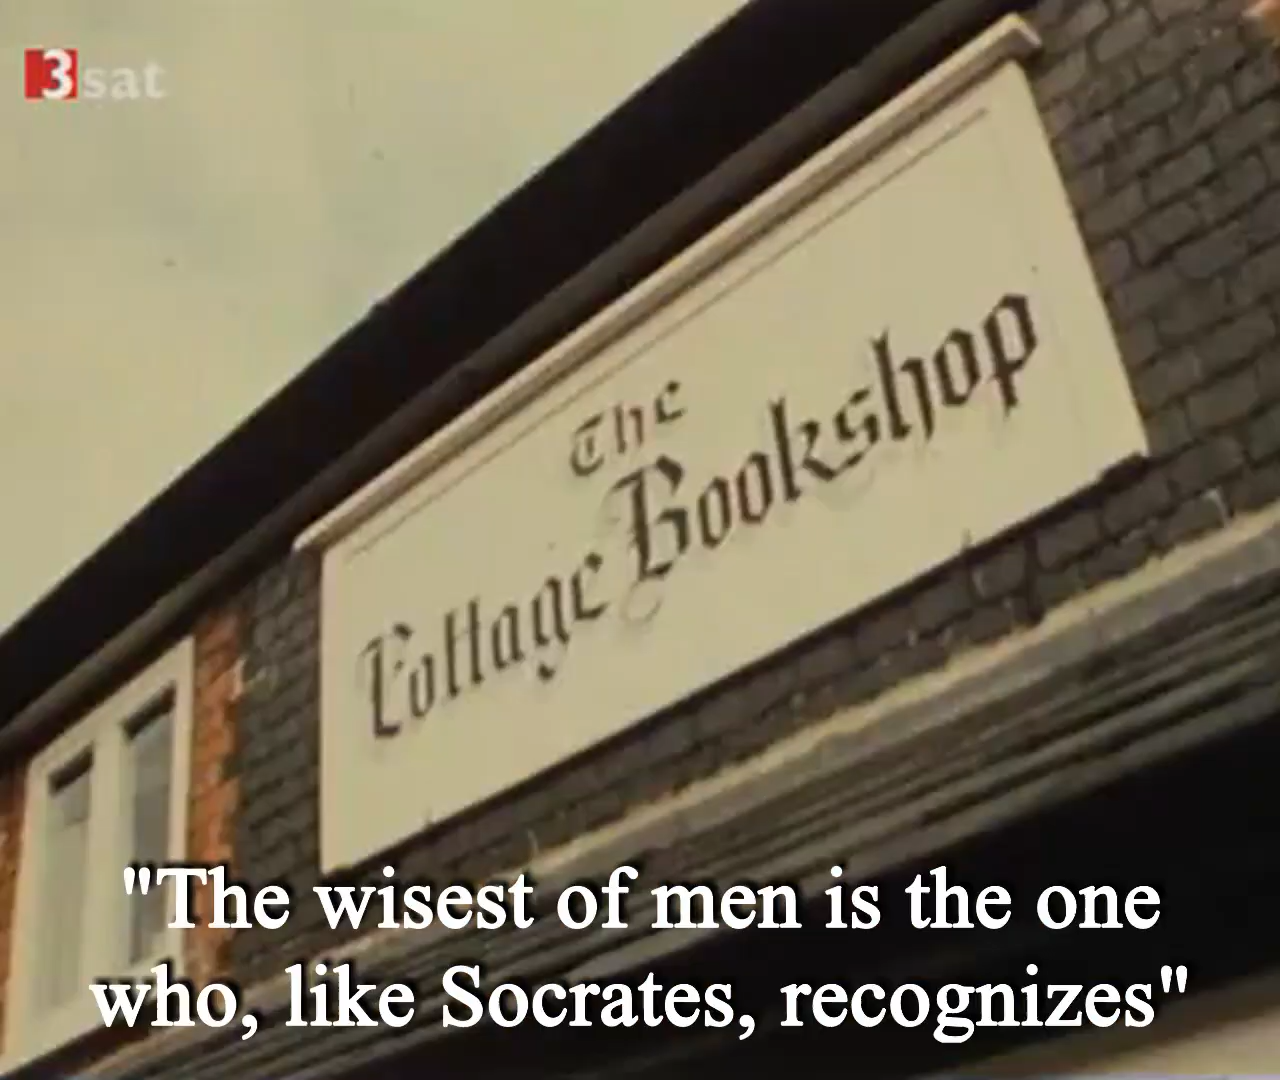 3sat
The
Cottage Bookshop
"The wisest of men is the one
who, like Socrates, recognizes"